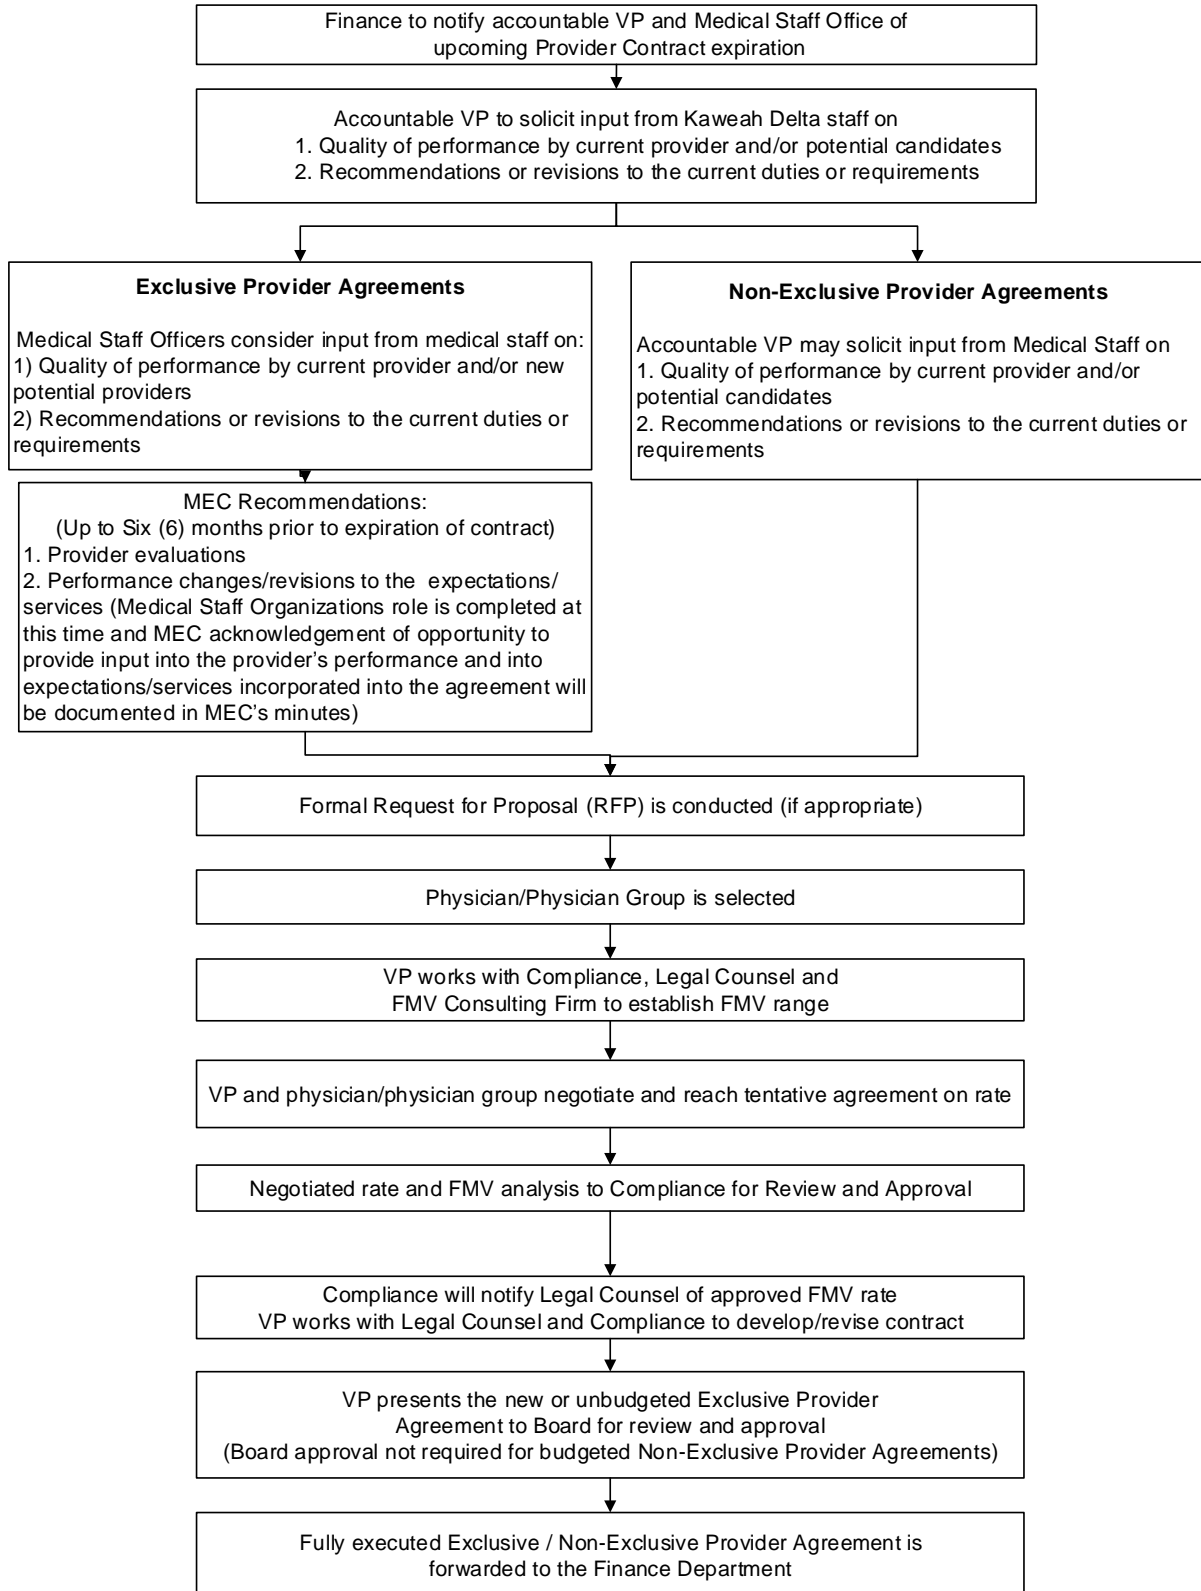 Finance to notify accountable VP and Medical Staff Office of
upcoming Provider Contract expiration
Accountable VP to solicit input from Kaweah Delta staff on
1. Quality of performance by current provider and/or potential candidates
2. Recommendations or revisions to the current duties or requirements
Exclusive Provider Agreements
Medical Staff Officers consider input from medical staff on:
1) Quality of performance by current provider and/or new
potential providers
2) Recommendations or revisions to the current duties or
requirements
Non-Exclusive Provider Agreements
Accountable VP may solicit input from Medical Staff on
1. Quality of performance by current provider and/or
potential candidates
2. Recommendations or revisions to the current duties or
requirements
MEC Recommendations:
(Up to Six (6) months prior to expiration of contract)
1. Provider evaluations
2. Performance changes/revisions to the expectations/
services (Medical Staff Organizations role is completed at
this time and MEC acknowledgement of opportunity to
provide input into the provider’s performance and into
expectations/services incorporated into the agreement will
be documented in MEC’s minutes)
Formal Request for Proposal (RFP) is conducted (if appropriate)
Physician/Physician Group is selected
VP works with Compliance, Legal Counsel and
FMV Consulting Firm to establish FMV range
VP and physician/physician group negotiate and reach tentative agreement on rate
Negotiated rate and FMV analysis to Compliance for Review and Approval
Compliance will notify Legal Counsel of approved FMV rate
VP works with Legal Counsel and Compliance to develop/revise contract
VP presents the new or unbudgeted Exclusive Provider
Agreement to Board for review and approval
(Board approval not required for budgeted Non-Exclusive Provider Agreements)
Fully executed Exclusive / Non-Exclusive Provider Agreement is
forwarded to the Finance Department